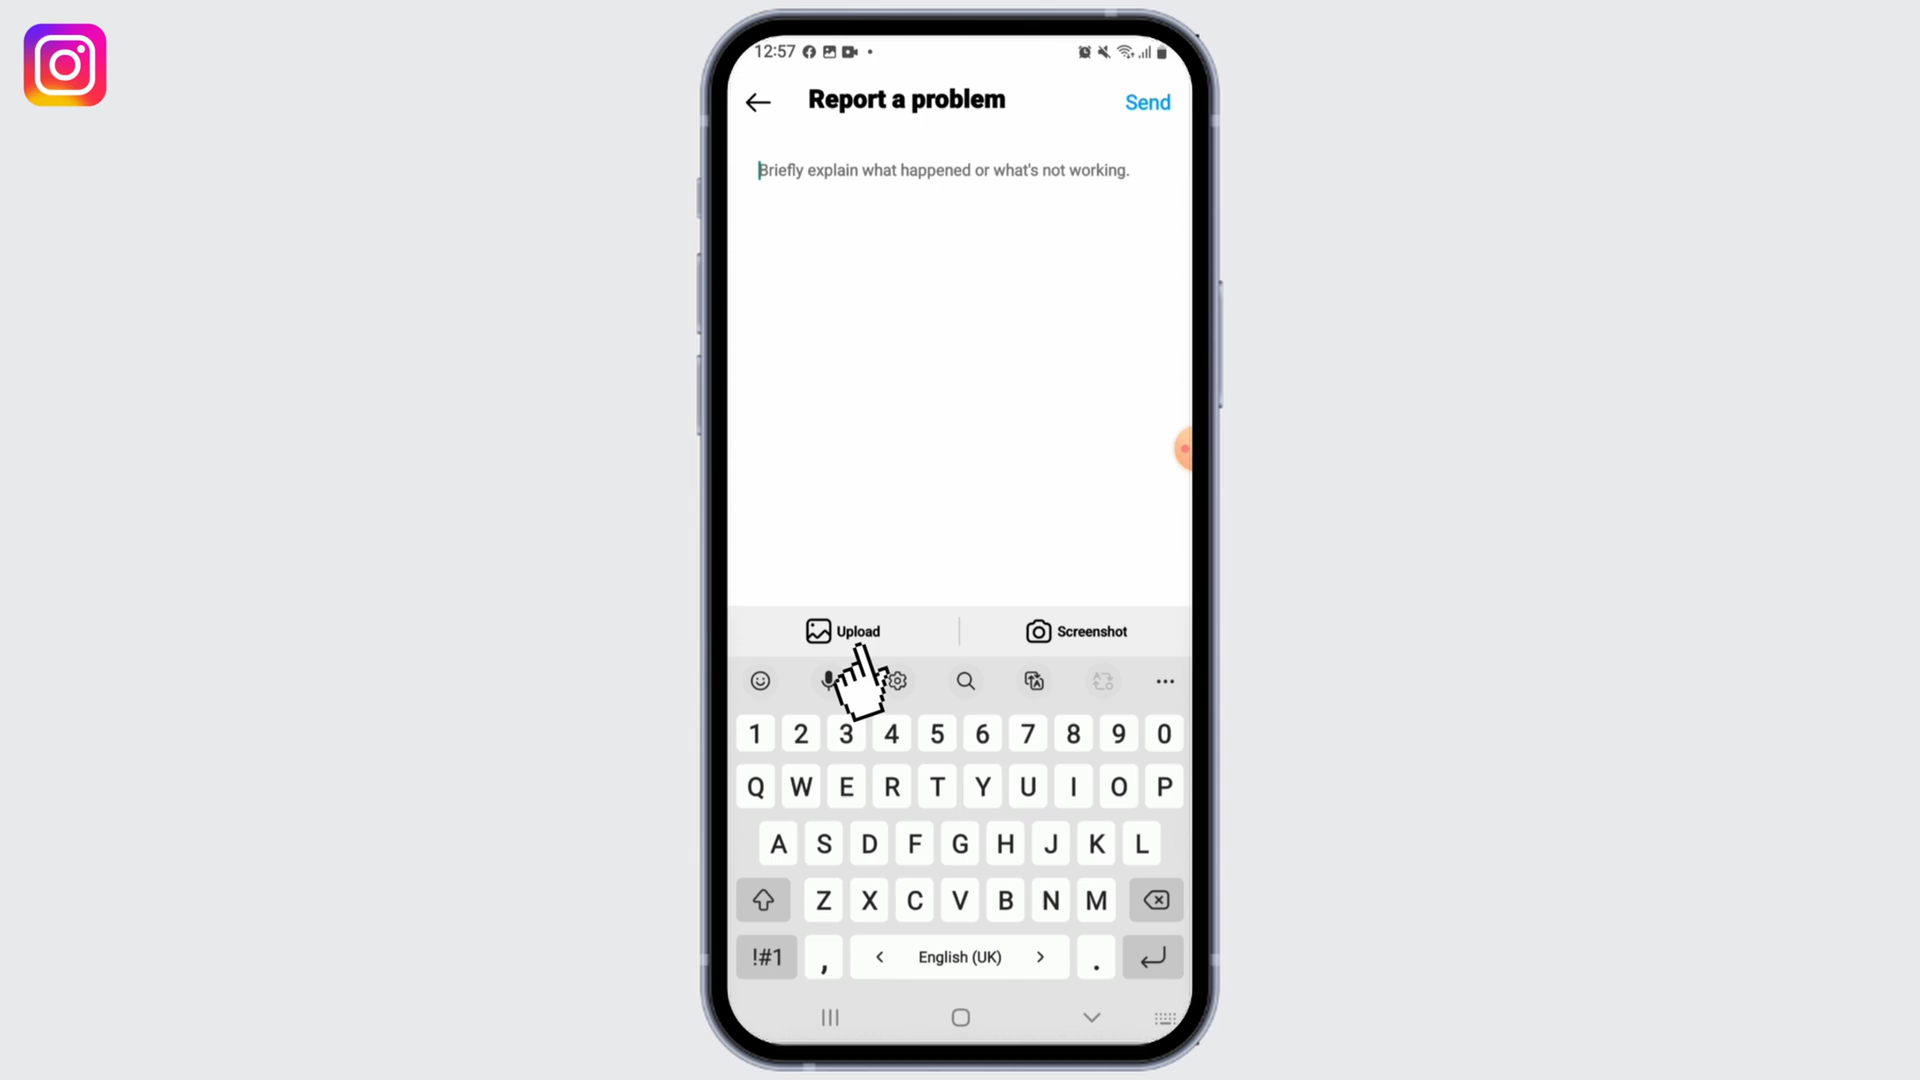 12:57
Report a problem
Send
Briefly explain what happened or what's not working.
Upload
Screenshot
1 2 3 4 5 6 7 8 9 0
Q W E R T Y U I O P
A S D F G H J K L
Z X C V B N M
!#1 , < English (UK) > .